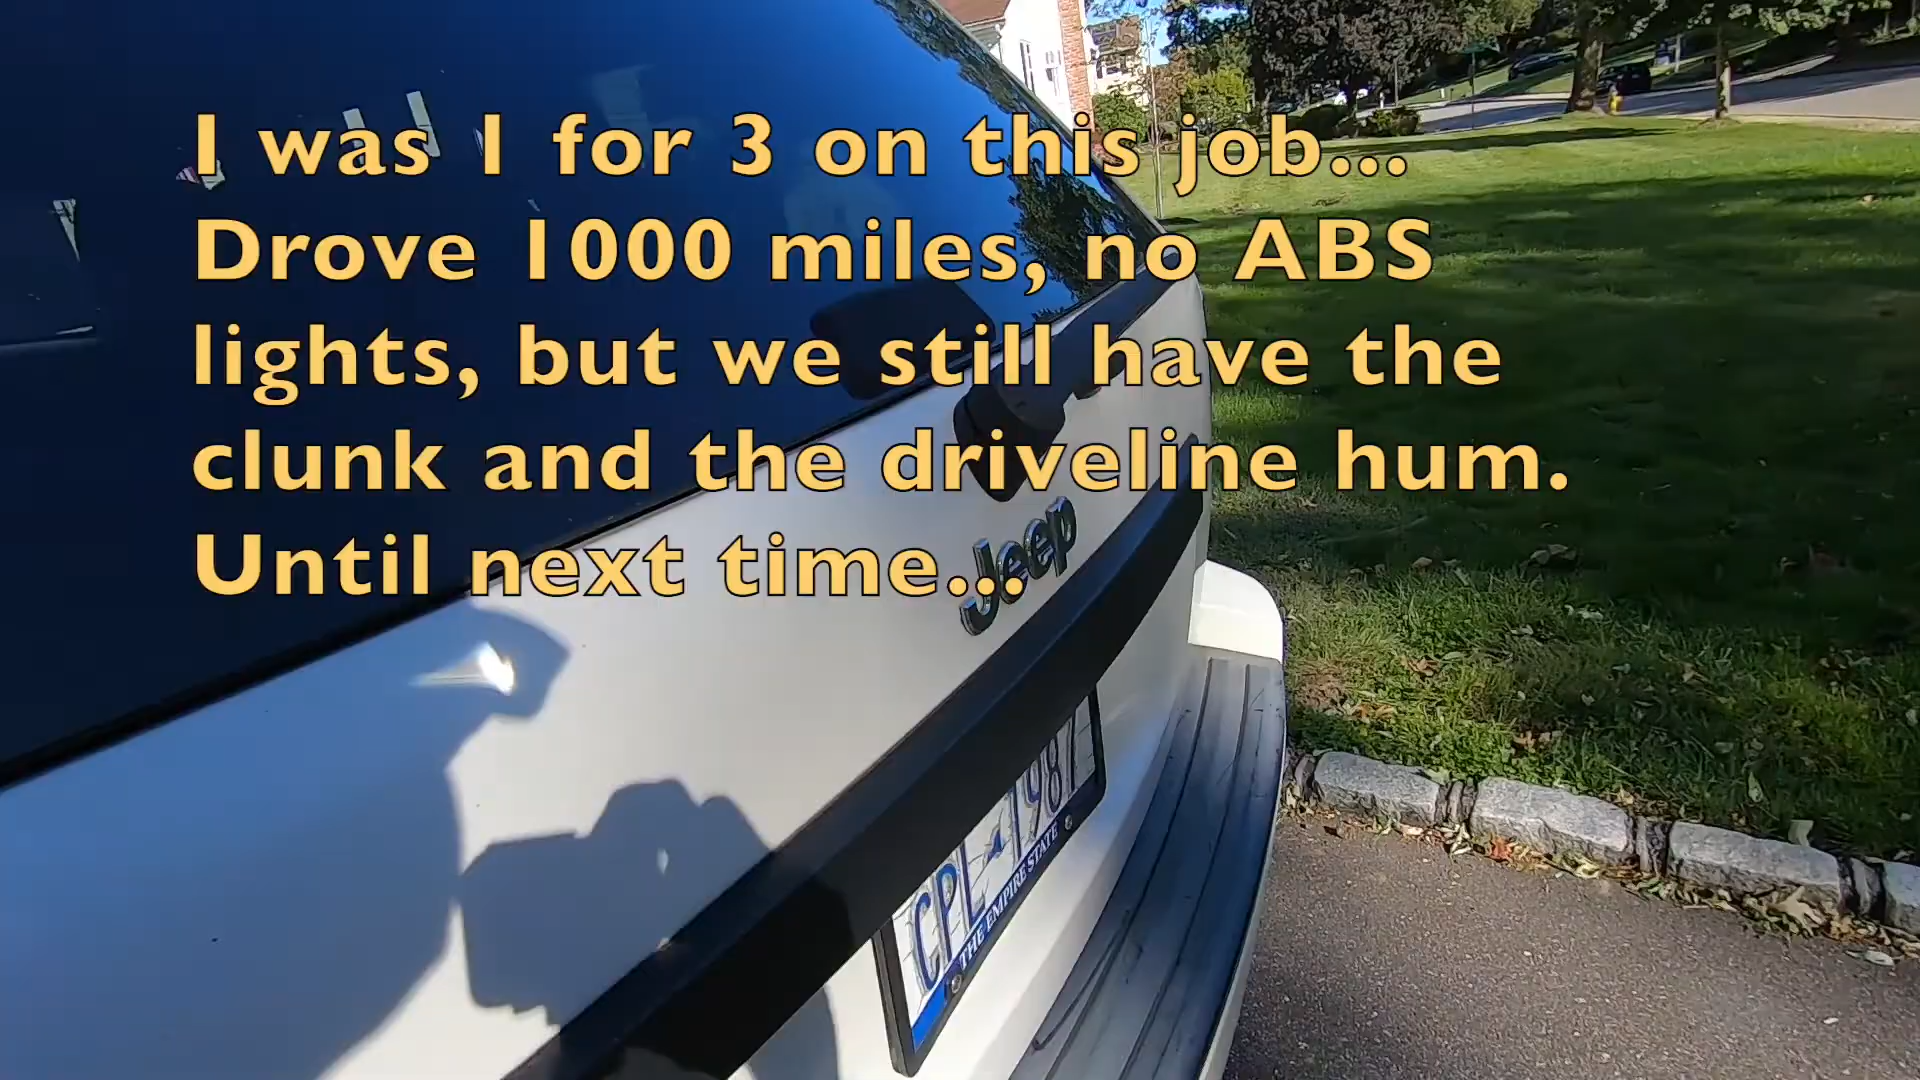 I was 1 for 3 on this job...
Drove 1000 miles, no ABS
lights, but we still have the
clunk and the driveline hum.
Until next time...
Jeep
CPL-1987
THE EMPIRE STATE